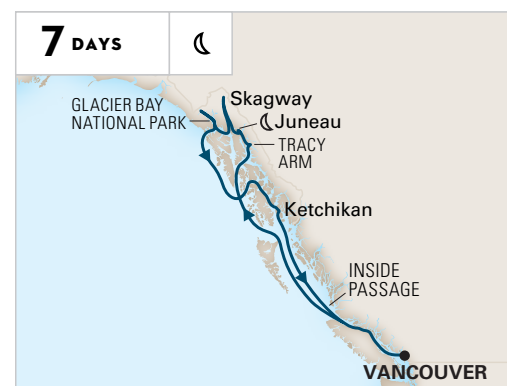 7 DAYS
Skagway
GLACIER BAY
NATIONAL PARK
Juneau
TRACY
ARM
Ketchikan
INSIDE
PASSAGE
VANCOUVER